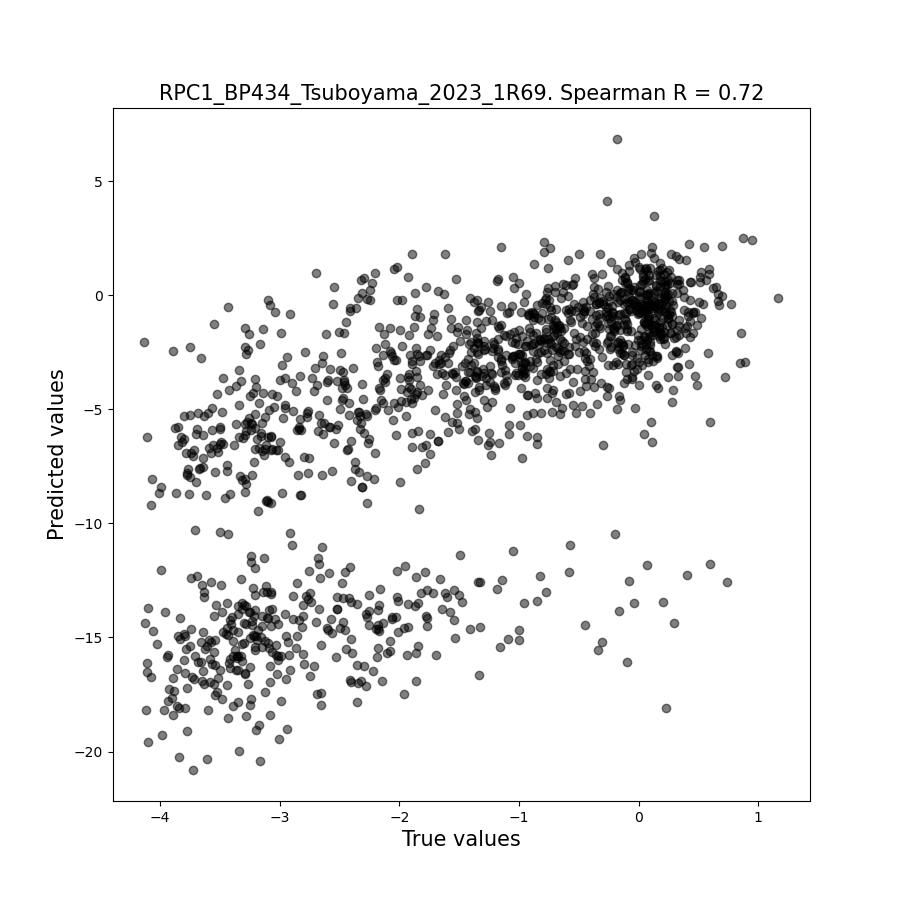 RPC1_BP434_Tsuboyama_2023_1R69. Spearman R = 0.72
5
0
−5
−10
−15
−20
Predicted values
−4 −3 −2 −1 0 1
True values